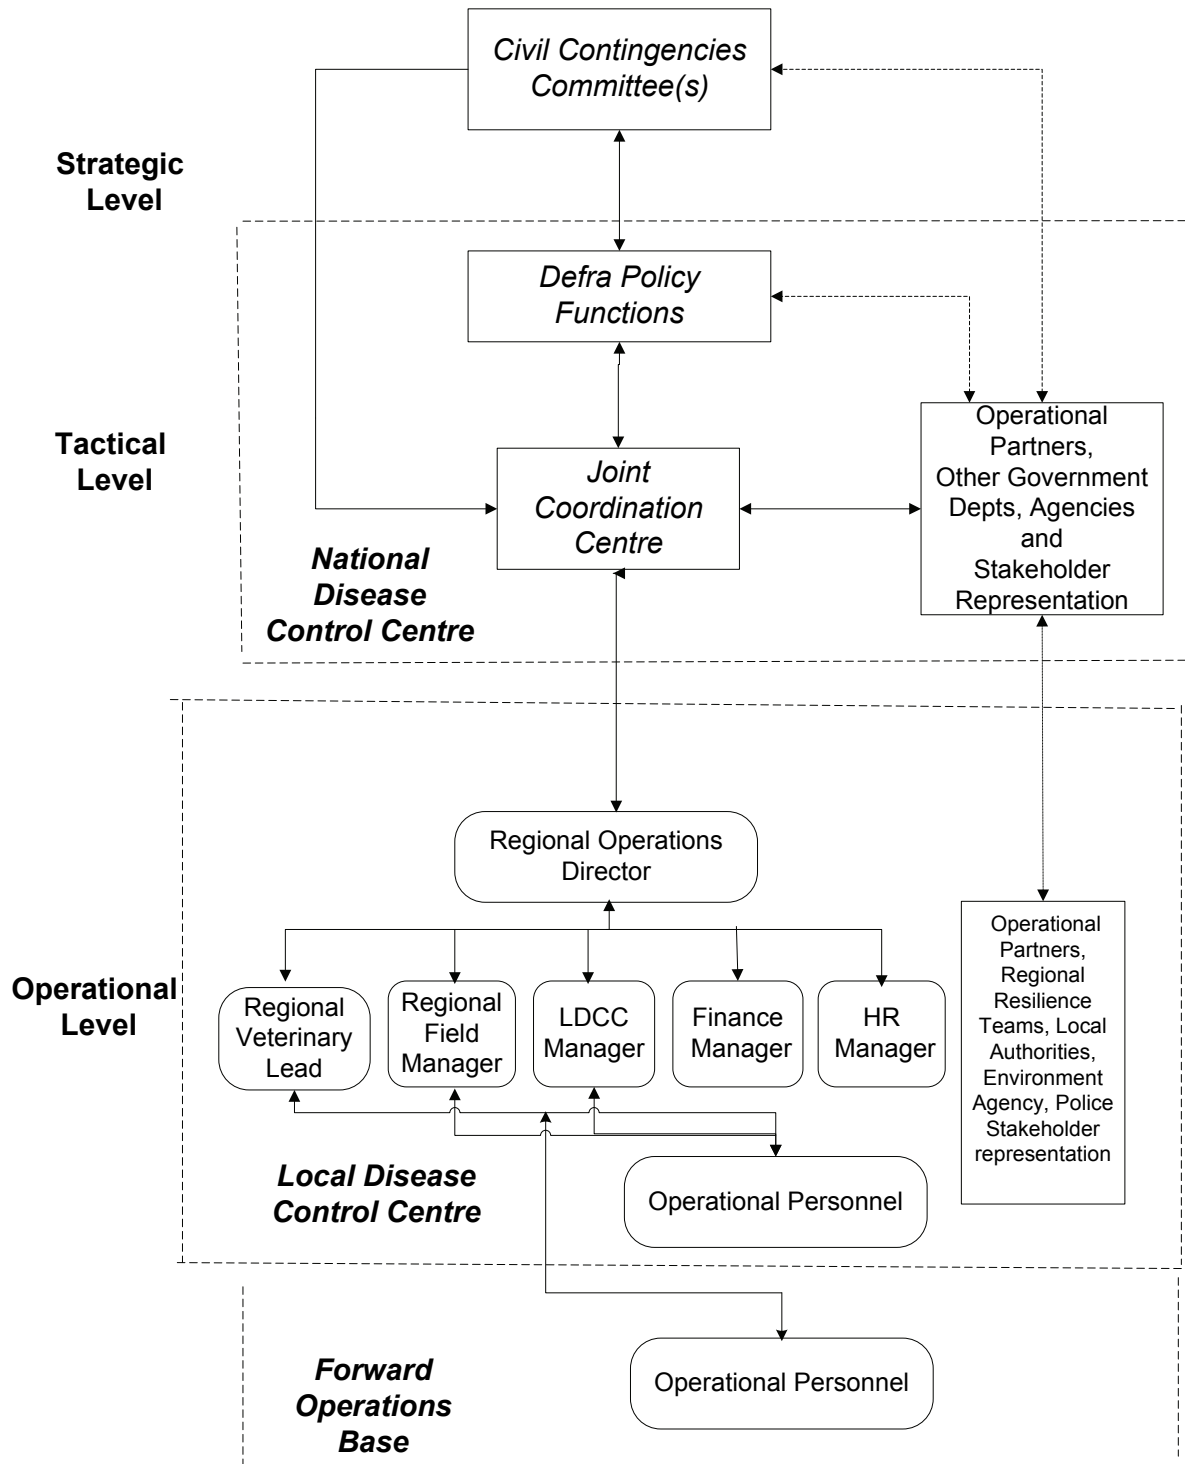 Civil Contingencies
Committee(s)
Strategic
Level
Defra Policy
Functions
Tactical
Level
Joint
Coordination
Centre
Operational
Partners,
Other Government
Depts, Agencies
and
Stakeholder
Representation
National
Disease
Control Centre
Regional Operations
Director
Operational
Level
Regional
Veterinary
Lead
Regional
Field
Manager
LDCC
Manager
Finance
Manager
HR
Manager
Operational
Partners,
Regional
Resilience
Teams, Local
Authorities,
Environment
Agency, Police
Stakeholder
representation
Local Disease
Control Centre
Operational Personnel
Operational Personnel
Forward
Operations
Base